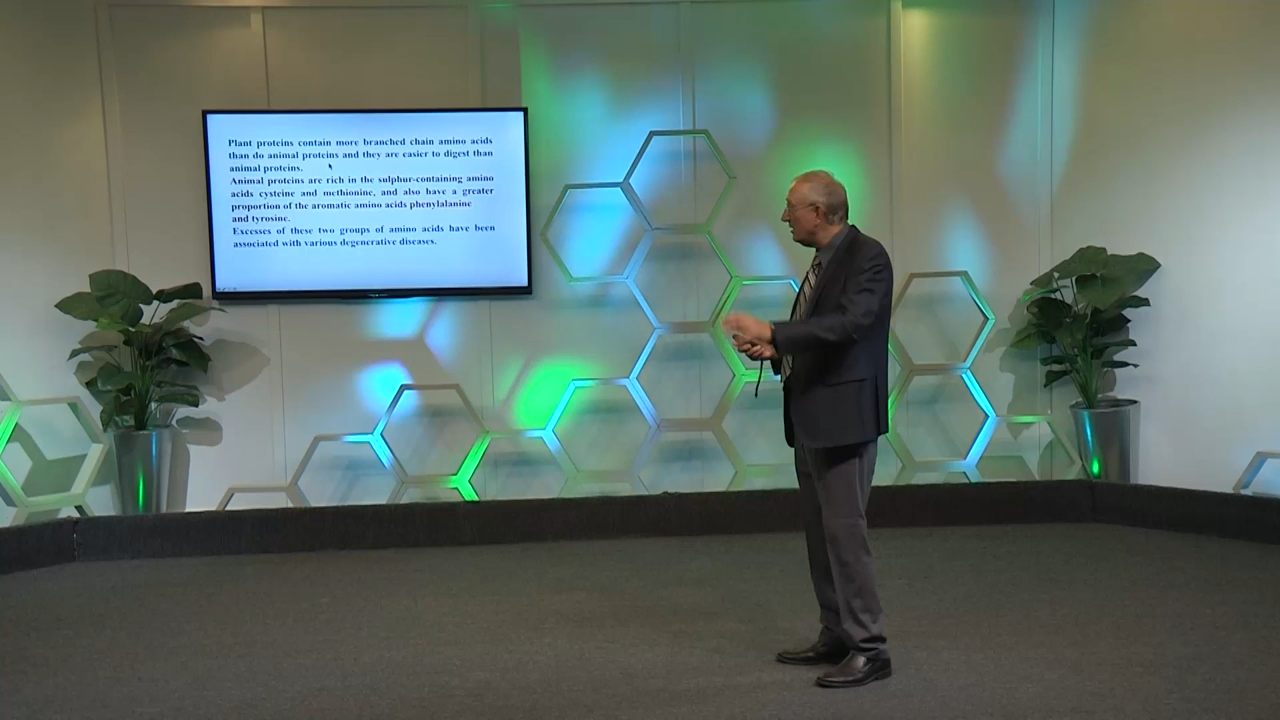 Plant proteins contain more branched chain amino acids
than do animal proteins and they are easier to digest than
animal proteins.
Animal proteins are rich in the sulphur-containing amino
acids cysteine and methionine, and also have a greater
proportion of the aromatic amino acids phenylalanine
and tyrosine.
Excesses of these two groups of amino acids have been
associated with various degenerative diseases.